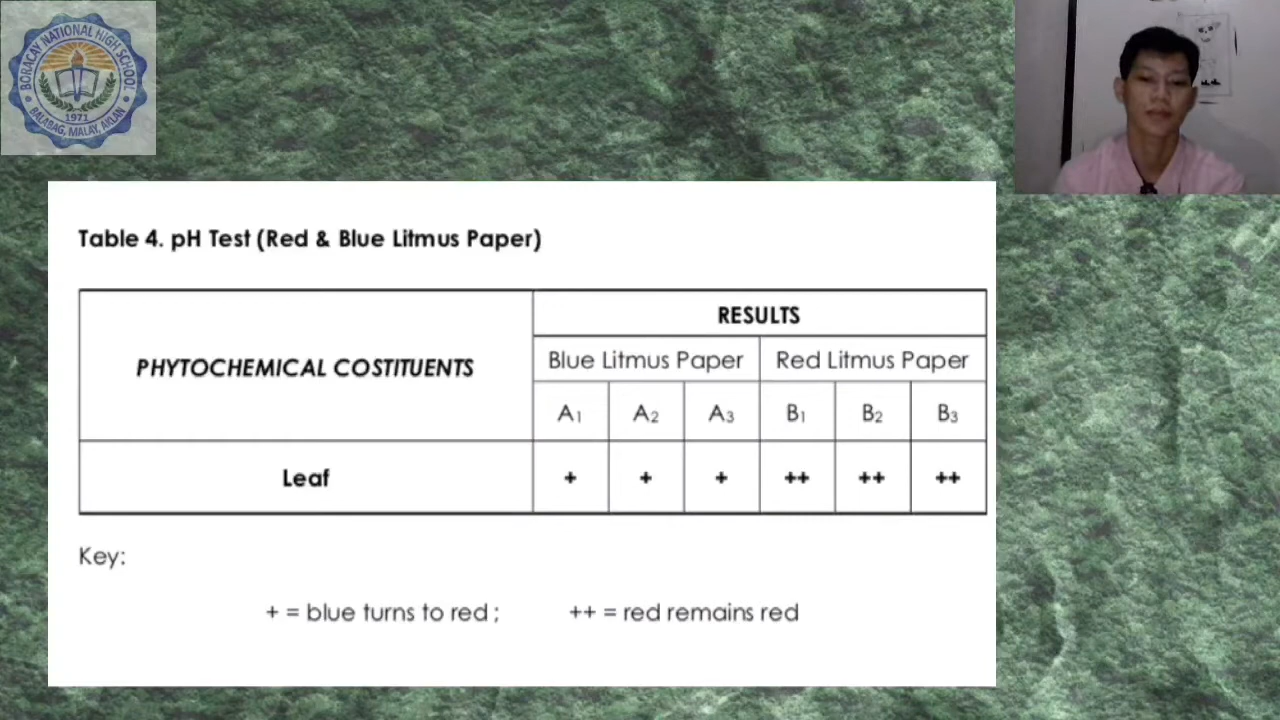 BORACAY NATIONAL HIGH SCHOOL
1971
BALABAG, MALAY, AKLAN
Table 4. pH Test (Red & Blue Litmus Paper)
PHYTOCHEMICAL COSTITUENTS
RESULTS
Blue Litmus Paper Red Litmus Paper
A1 A2 A3 B1 B2 B3
Leaf + + + ++ ++ ++
Key:
+ = blue turns to red ; ++ = red remains red